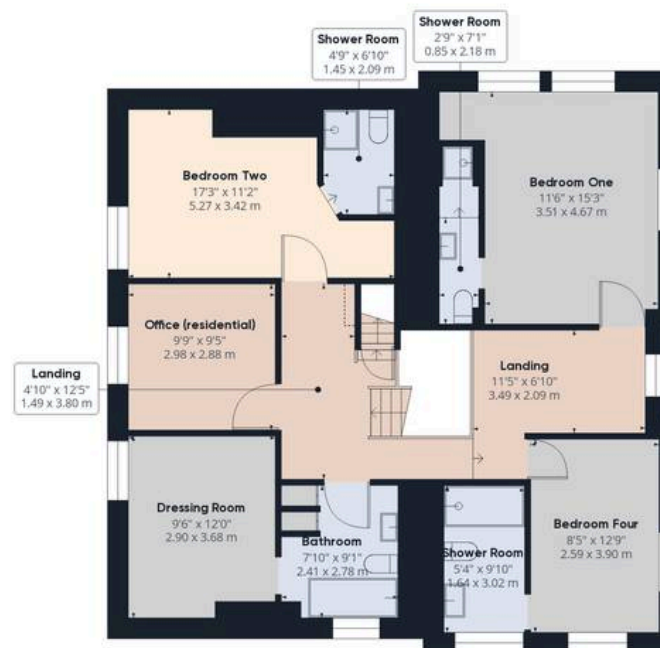 Shower Room
4'9" x 6'10"
1.45 x 2.09 m
Shower Room
2'9" x 7'1"
0.85 x 2.18 m
Bedroom Two
17'3" x 11'2"
5.27 x 3.42 m
Bedroom One
11'6" x 15'3"
3.51 x 4.67 m
Office (residential)
9'9" x 9'5"
2.98 x 2.88 m
Landing
4'10" x 12'5"
1.49 x 3.80 m
Landing
11'5" x 6'10"
3.49 x 2.09 m
Dressing Room
9'6" x 12'0"
2.90 x 3.68 m
Bathroom
7'10" x 9'1"
2.41 x 2.78 m
Shower Room
5'4" x 9'10"
1.64 x 3.02 m
Bedroom Four
8'5" x 12'9"
2.59 x 3.90 m